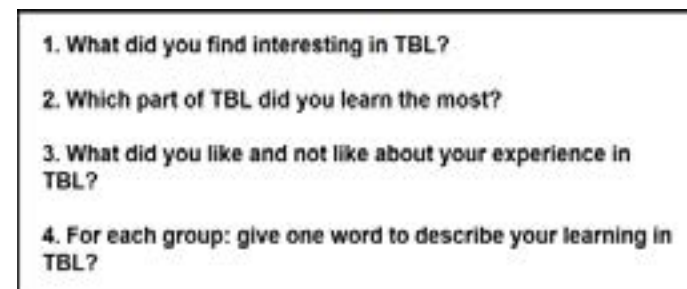 1. What did you find interesting in TBL?
2. Which part of TBL did you learn the most?
3. What did you like and not like about your experience in
TBL?
4. For each group: give one word to describe your learning in
TBL?